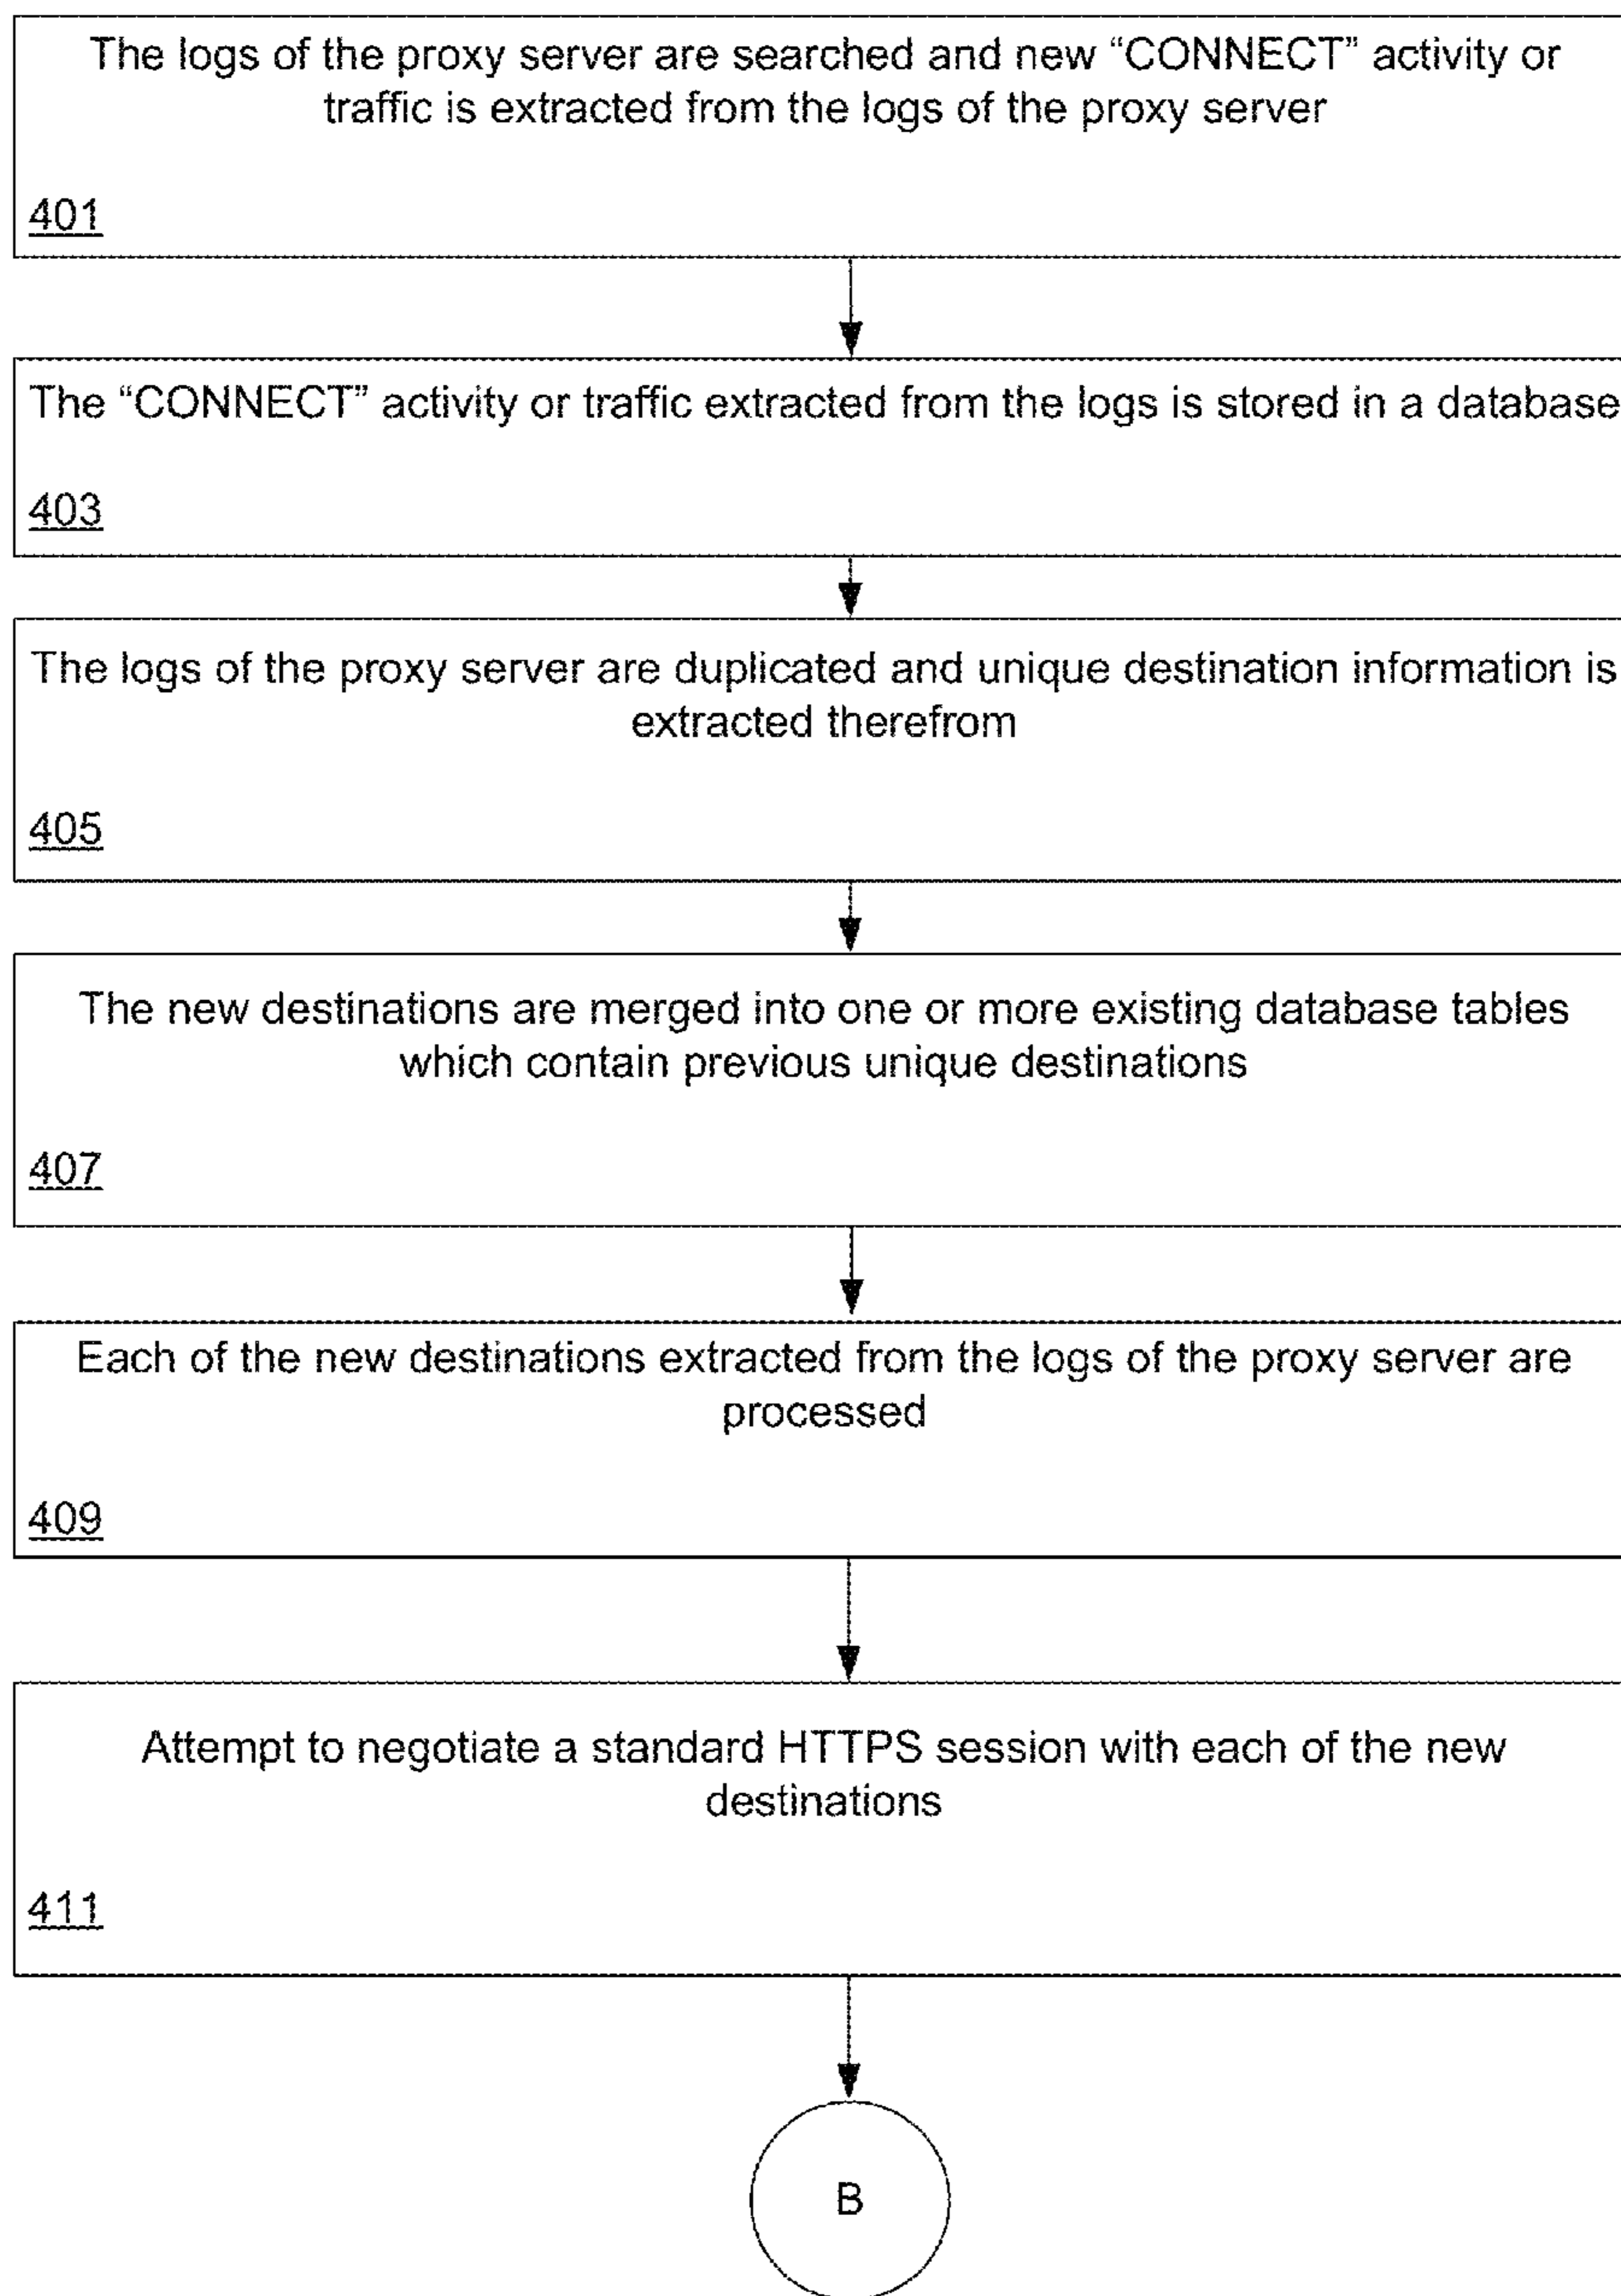 The logs of the proxy server are searched and new “CONNECT” activity or
traffic is extracted from the logs of the proxy server
401
The “CONNECT” activity or traffic extracted from the logs is stored in a database
403
The logs of the proxy server are duplicated and unique destination information is
extracted therefrom
405
The new destinations are merged into one or more existing database tables
which contain previous unique destinations
407
Each of the new destinations extracted from the logs of the proxy server are
processed
409
Attempt to negotiate a standard HTTPS session with each of the new
destinations
411
B